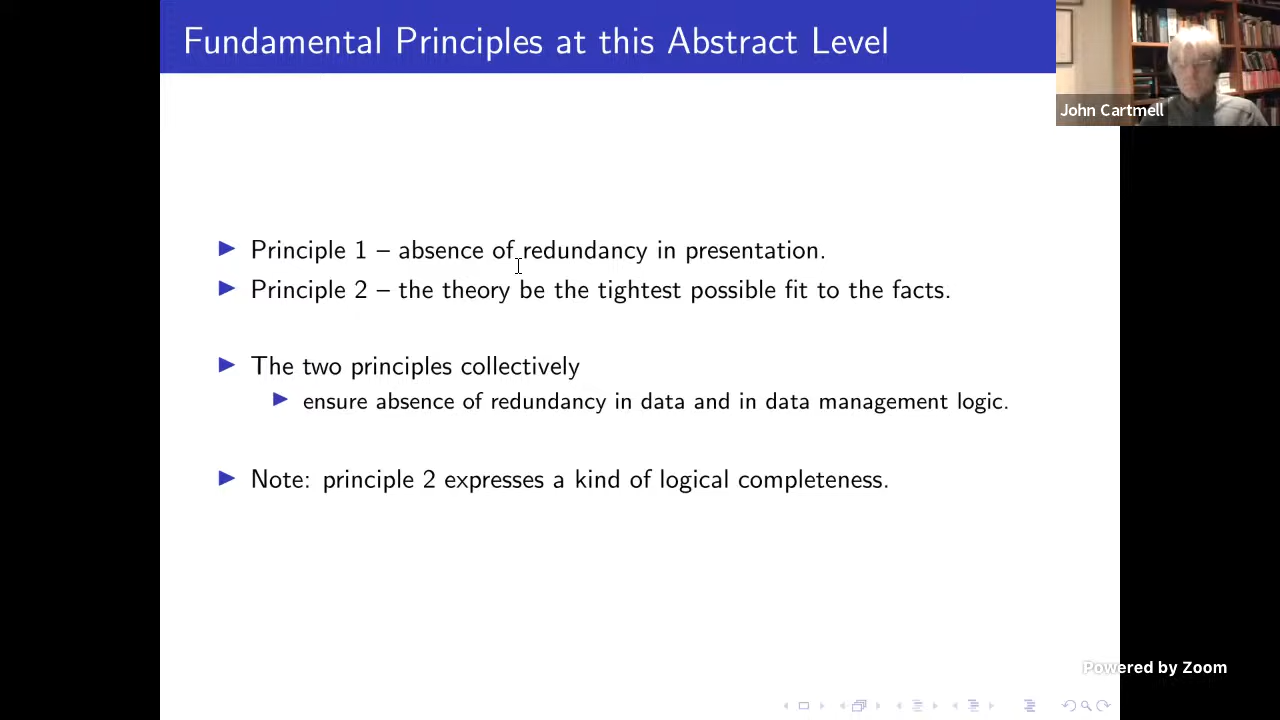 Fundamental Principles at this Abstract Level
John Cartmell
Principle 1 – absence of redundancy in presentation.
Principle 2 – the theory be the tightest possible fit to the facts.
The two principles collectively
ensure absence of redundancy in data and in data management logic.
Note: principle 2 expresses a kind of logical completeness.
Powered by Zoom